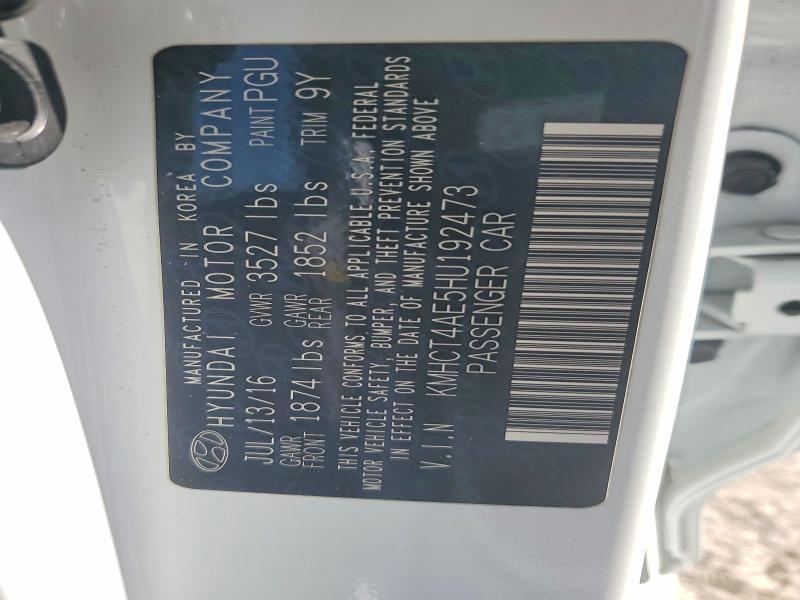 MANUFACTURED IN KOREA BY
HYUNDAI MOTOR COMPANY
JUL/13/16 GVWR 3527 lbs PAINT PGU
GAWR FRONT 1874 lbs GAWR REAR 1852 lbs TRIM 9Y
THIS VEHICLE CONFORMS TO ALL APPLICABLE U.S.A. FEDERAL
MOTOR VEHICLE SAFETY, BUMPER, AND THEFT PREVENTION STANDARDS
IN EFFECT ON THE DATE OF MANUFACTURE SHOWN ABOVE
V.I.N KMHCT4AE5HU192473
PASSENGER CAR